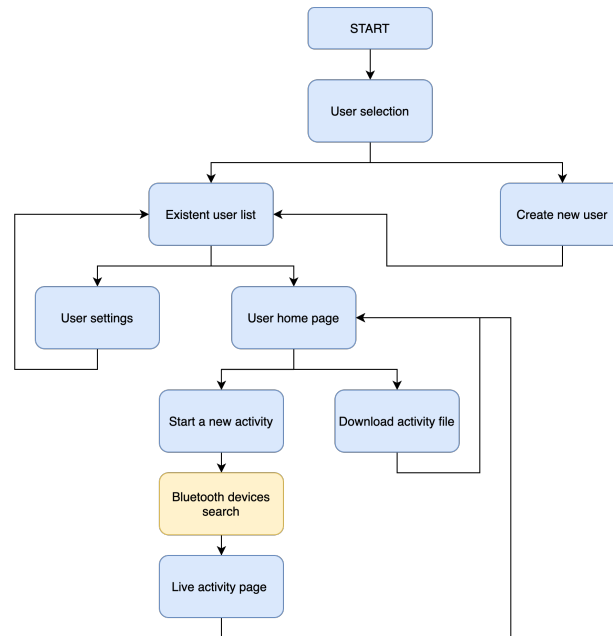 START
User selection
Existent user list
Create new user
User settings
User home page
Start a new activity
Download activity file
Bluetooth devices
search
Live activity page